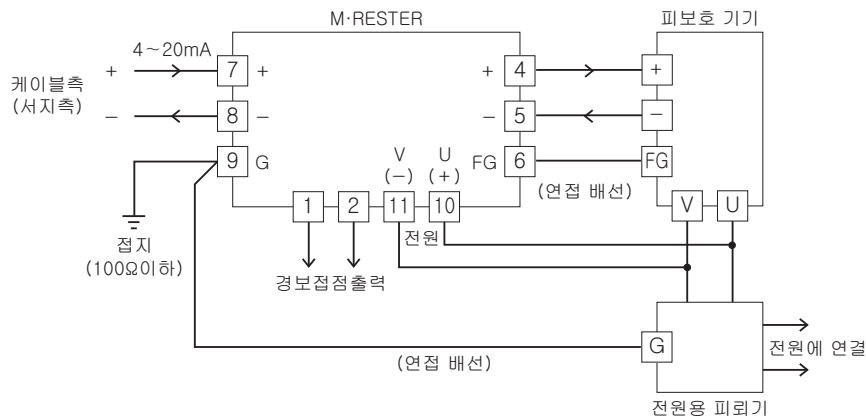 M·RESTER
피보호 기기
4~20mA
케이블측
(서지측)
+ 7 +
+ 4
+
− 8 −
− 5
−
9 G
V
(−)
U
(+)
FG 6
FG
(연접 배선)
1 2 11 10
V U
전원
접지
(100Ω이하)
경보접점출력
G
(연접 배선)
전원에 연결
전원용 피뢰기